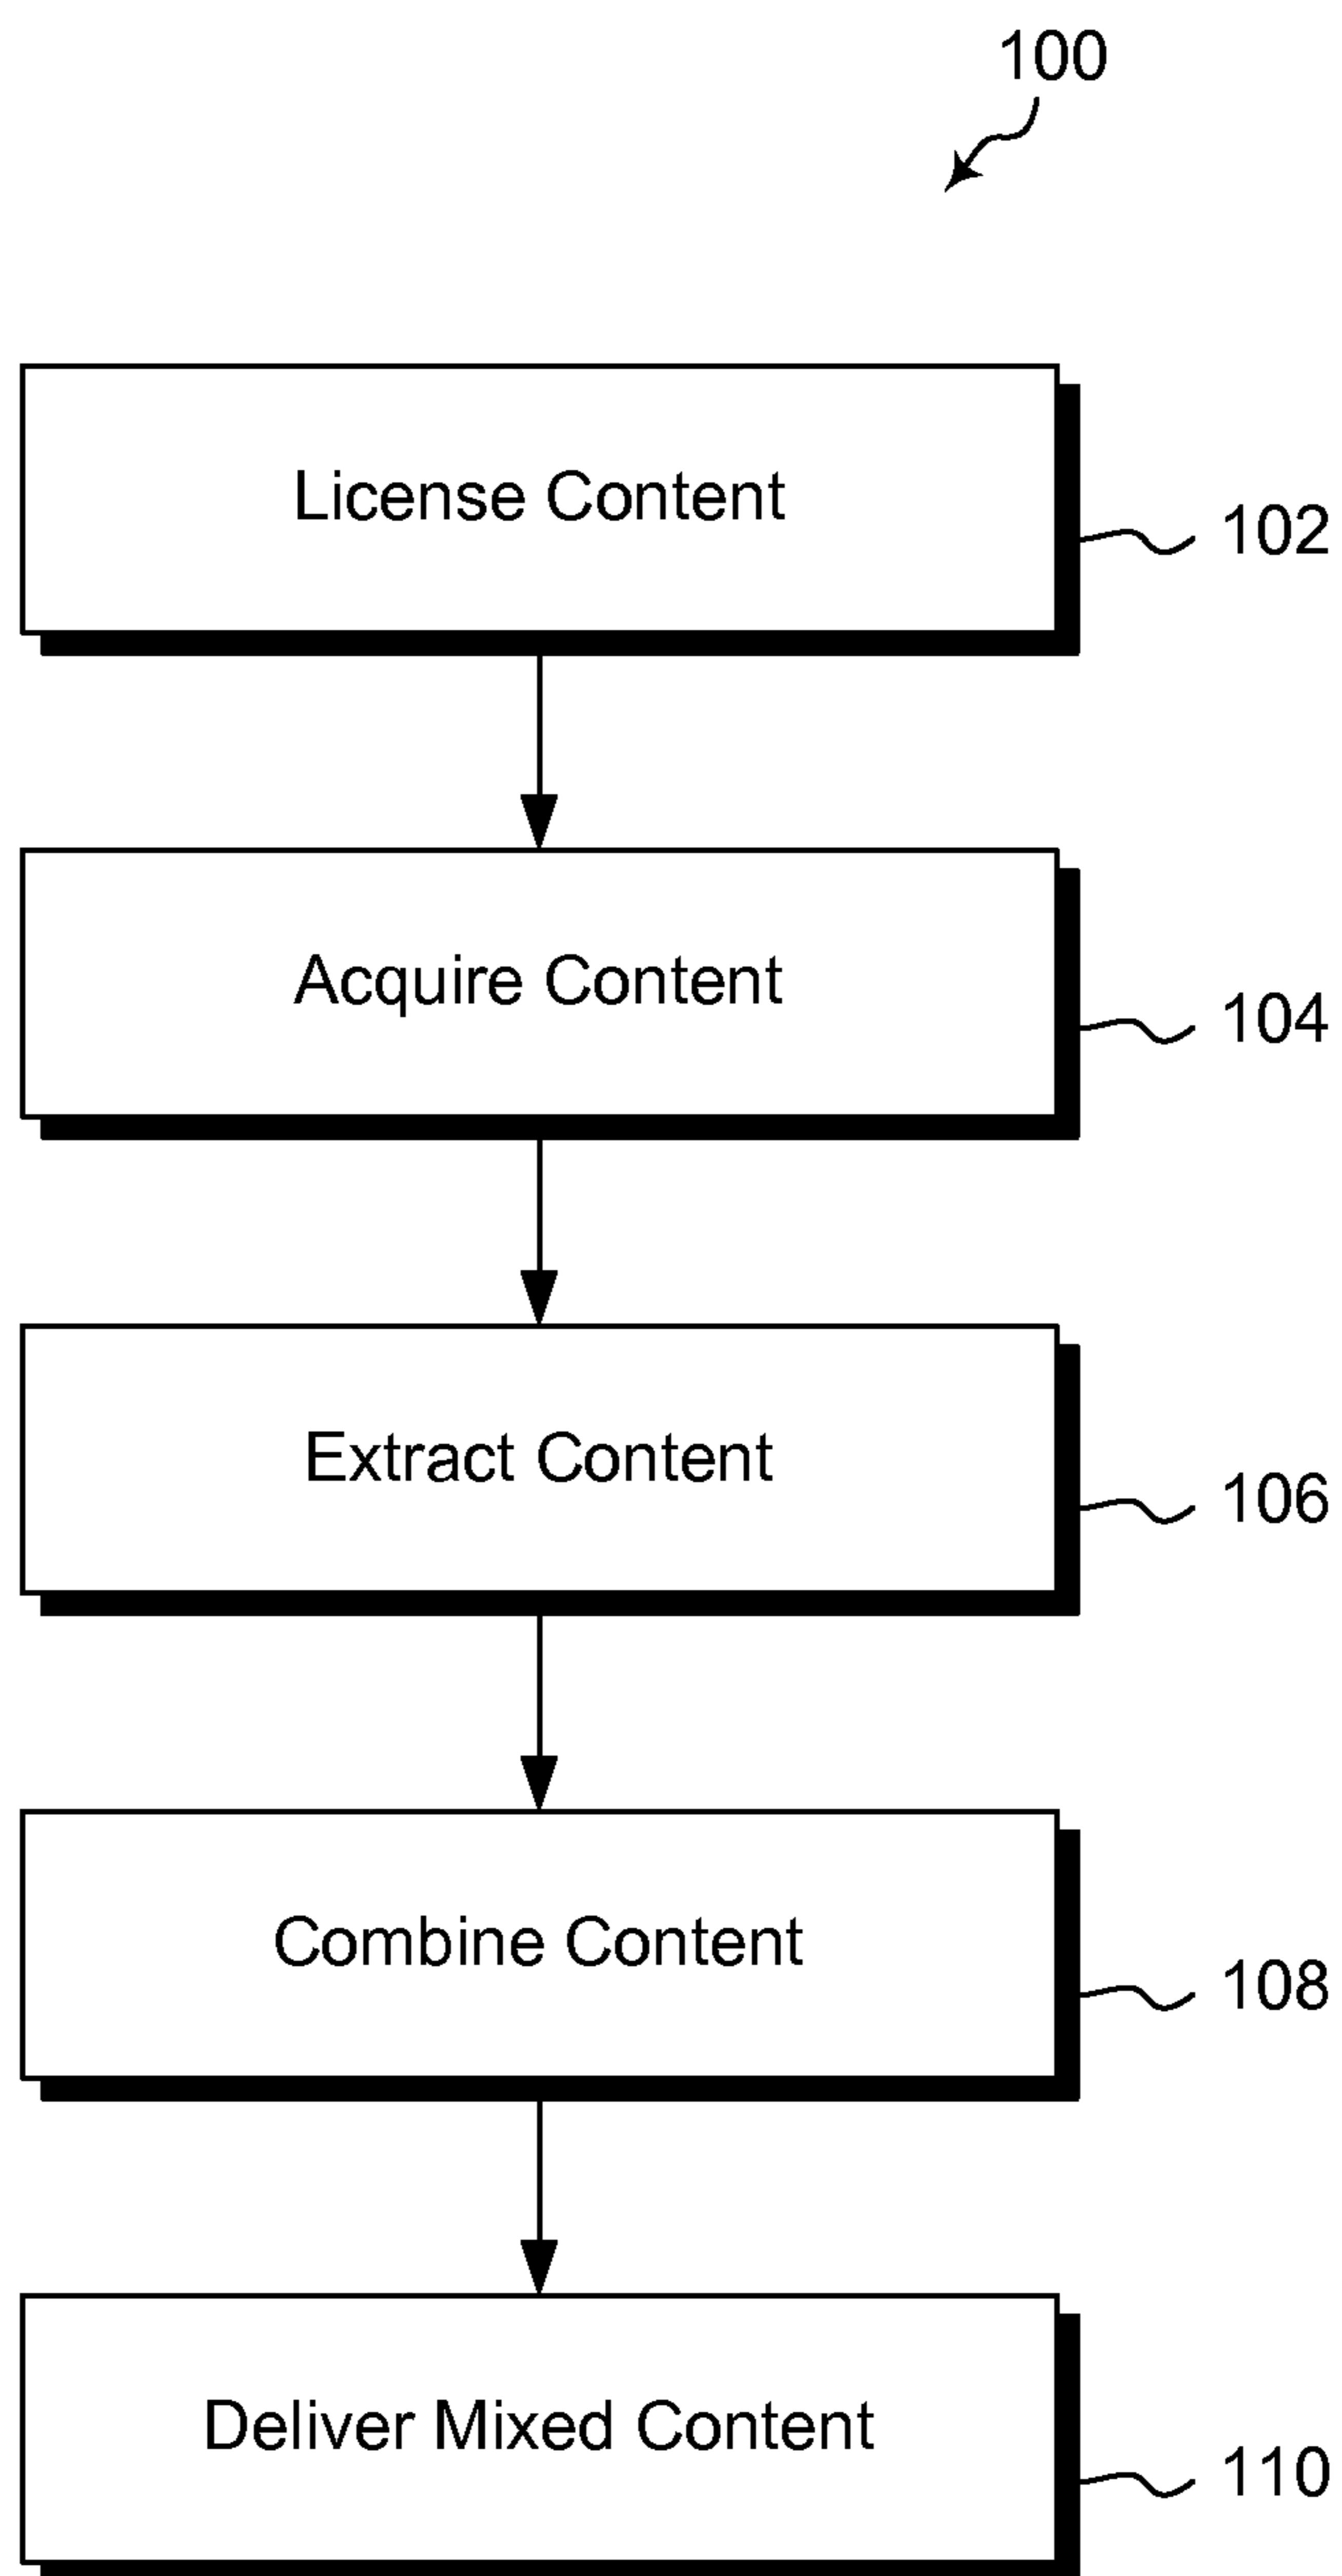 100
License Content
102
Acquire Content
104
Extract Content
106
Combine Content
108
Deliver Mixed Content
110